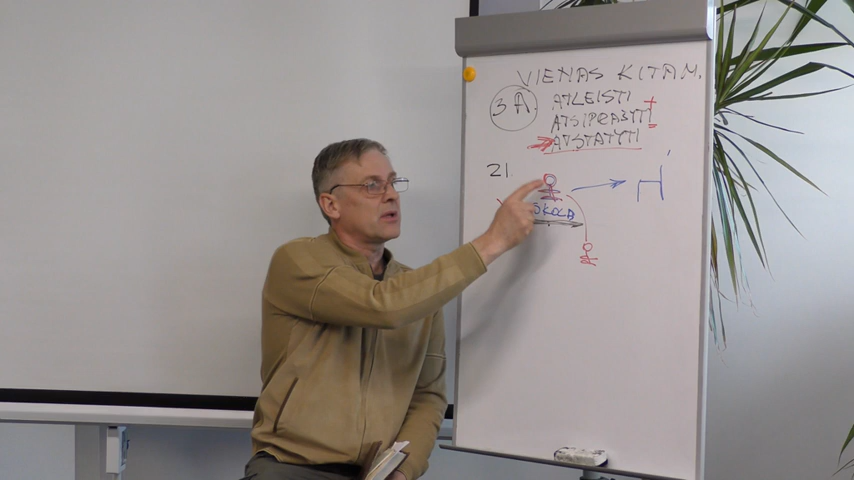 VIENAS KITAM.
3A ATLEISTI
ATSIPRAŠYTI
ATSTATYTI
21.
SKOLA
H